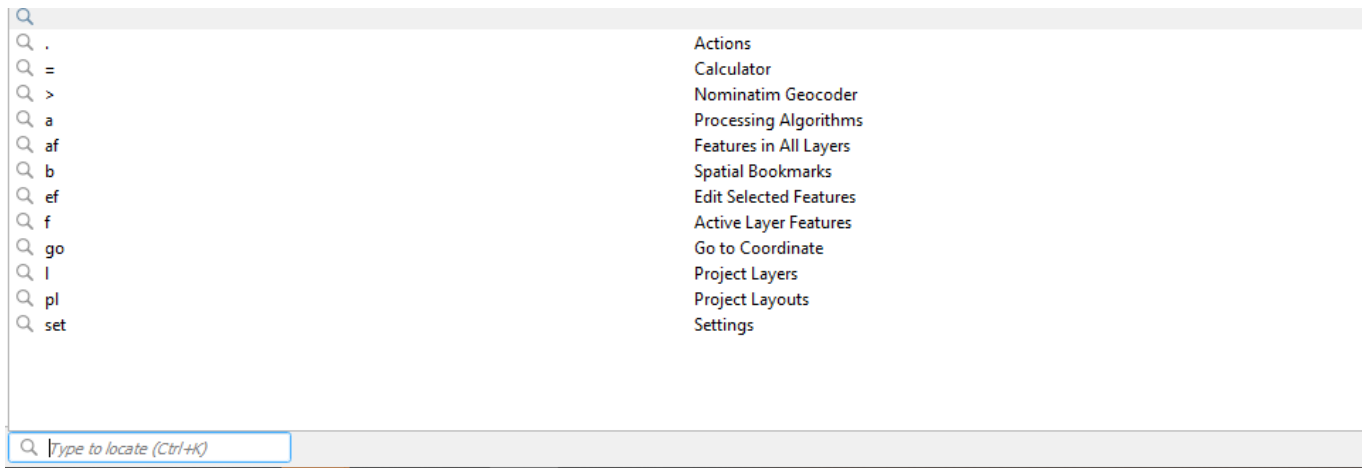 . Actions
= Calculator
> Nominatim Geocoder
a Processing Algorithms
af Features in All Layers
b Spatial Bookmarks
ef Edit Selected Features
f Active Layer Features
go Go to Coordinate
l Project Layers
pl Project Layouts
set Settings
Type to locate (Ctrl+K)